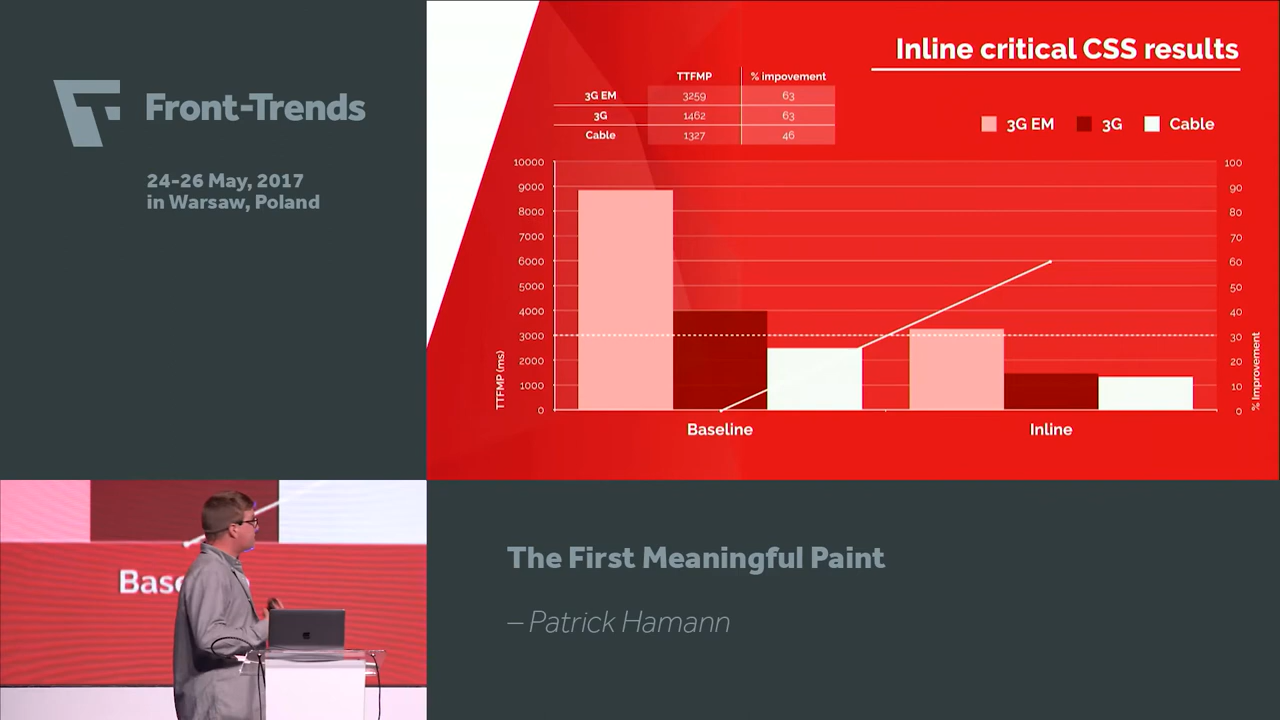 Front-Trends
24-26 May, 2017
in Warsaw, Poland
Inline critical CSS results
TTFMP % impovement
3G EM 3259 63
3G 1462 63
Cable 1327 46
3G EM 3G Cable
10000 100
9000 90
8000 80
7000 70
6000 60
5000 50
4000 40
3000 30
2000 20
1000 10
0 0
TTFMP (ms)
% Improvement
Baseline Inline
Base
The First Meaningful Paint
– Patrick Hamann